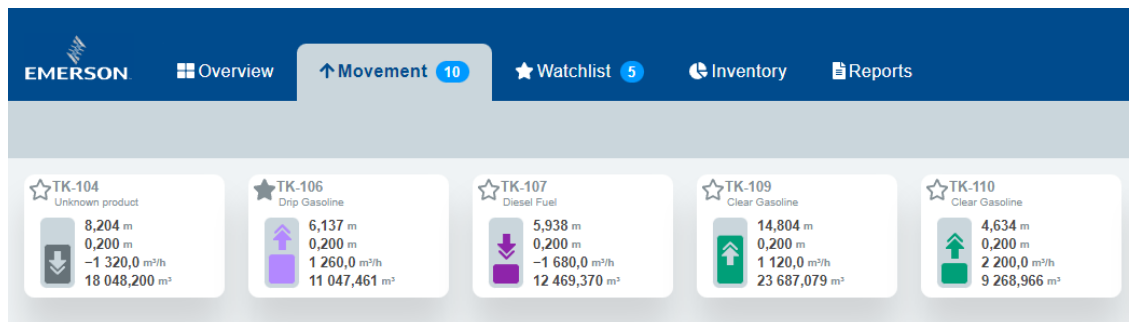 EMERSON
Overview
Movement 10
Watchlist 5
Inventory
Reports
TK-104
Unknown product
8,204 m
0,200 m
−1 320,0 m³/h
18 048,200 m³
TK-106
Drip Gasoline
6,137 m
0,200 m
1 260,0 m³/h
11 047,461 m³
TK-107
Diesel Fuel
5,938 m
0,200 m
−1 680,0 m³/h
12 469,370 m³
TK-109
Clear Gasoline
14,804 m
0,200 m
1 120,0 m³/h
23 687,079 m³
TK-110
Clear Gasoline
4,634 m
0,200 m
2 200,0 m³/h
9 268,966 m³